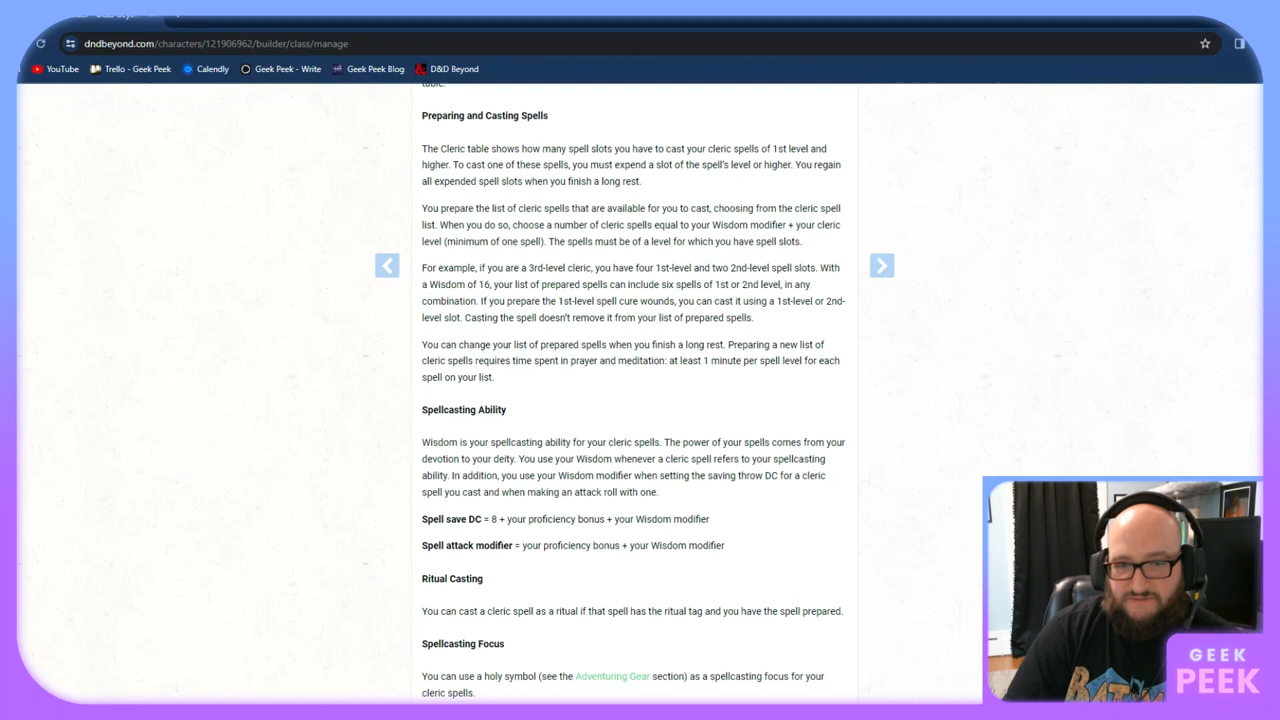 dndbeyond.com/characters/121906962/builder/class/manage
YouTube Trello - Geek Peek Calendly Geek Peek - Write Geek Peek Blog D&D Beyond
table.
Preparing and Casting Spells
The Cleric table shows how many spell slots you have to cast your cleric spells of 1st level and
higher. To cast one of these spells, you must expend a slot of the spell's level or higher. You regain
all expended spell slots when you finish a long rest.
You prepare the list of cleric spells that are available for you to cast, choosing from the cleric spell
list. When you do so, choose a number of cleric spells equal to your Wisdom modifier + your cleric
level (minimum of one spell). The spells must be of a level for which you have spell slots.
For example, if you are a 3rd-level cleric, you have four 1st-level and two 2nd-level spell slots. With
a Wisdom of 16, your list of prepared spells can include six spells of 1st or 2nd level, in any
combination. If you prepare the 1st-level spell cure wounds, you can cast it using a 1st-level or 2nd-
level slot. Casting the spell doesn't remove it from your list of prepared spells.
You can change your list of prepared spells when you finish a long rest. Preparing a new list of
cleric spells requires time spent in prayer and meditation: at least 1 minute per spell level for each
spell on your list.
Spellcasting Ability
Wisdom is your spellcasting ability for your cleric spells. The power of your spells comes from your
devotion to your deity. You use your Wisdom whenever a cleric spell refers to your spellcasting
ability. In addition, you use your Wisdom modifier when setting the saving throw DC for a cleric
spell you cast and when making an attack roll with one.
Spell save DC = 8 + your proficiency bonus + your Wisdom modifier
Spell attack modifier = your proficiency bonus + your Wisdom modifier
Ritual Casting
You can cast a cleric spell as a ritual if that spell has the ritual tag and you have the spell prepared.
Spellcasting Focus
You can use a holy symbol (see the Adventuring Gear section) as a spellcasting focus for your
cleric spells.
GEEK
PEEK